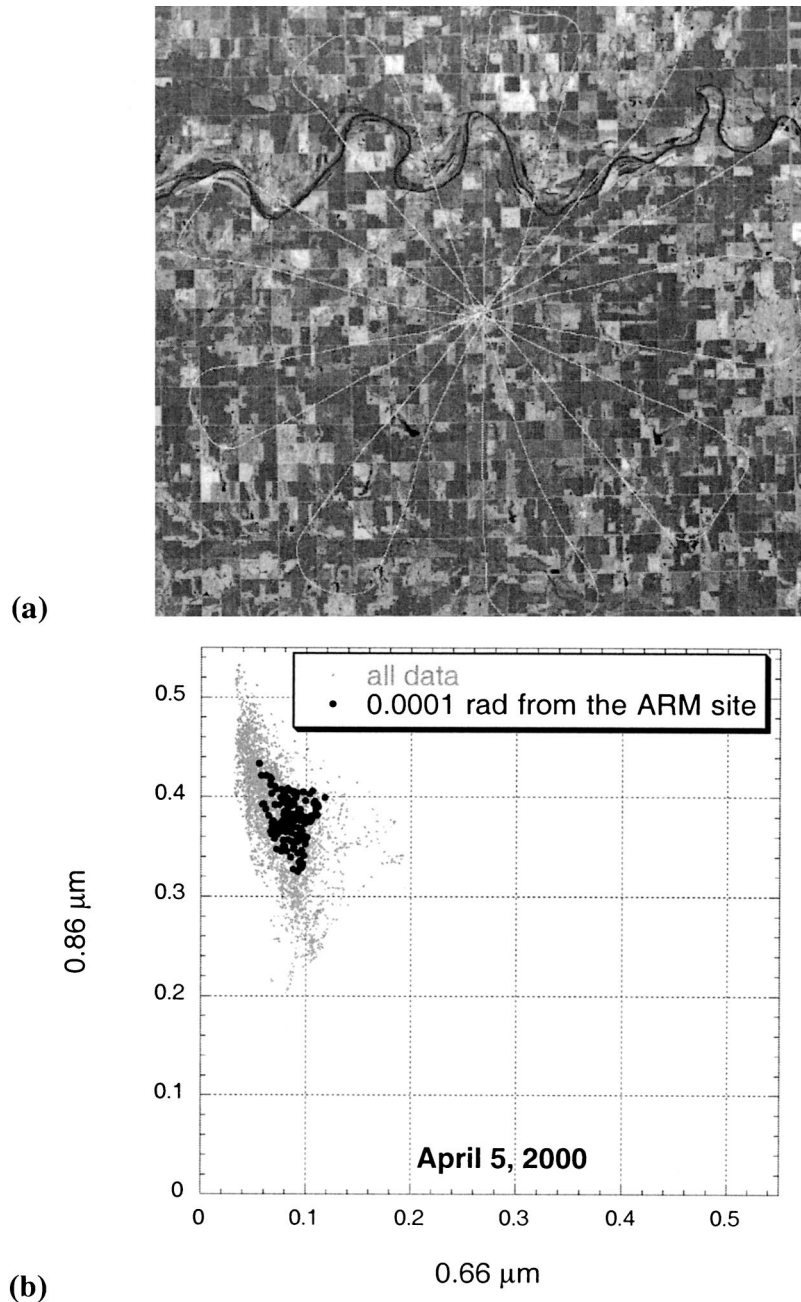 (a)
all data
0.0001 rad from the ARM site
0.5
0.4
0.3
0.2
0.1
0
0.86 μm
April 5, 2000
0 0.1 0.2 0.3 0.4 0.5
0.66 μm
(b)